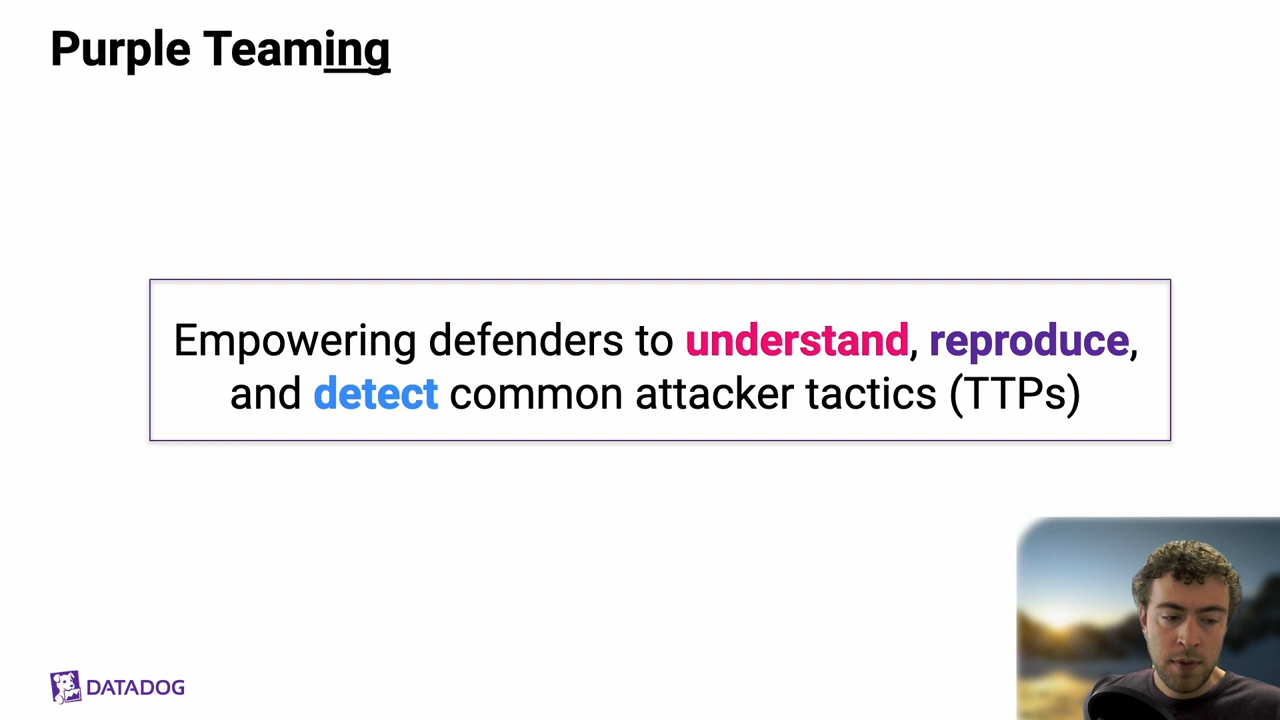 Purple Teaming
Empowering defenders to understand, reproduce,
and detect common attacker tactics (TTPs)
DATADOG